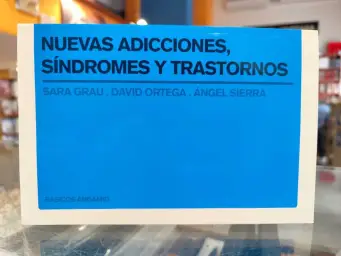 NUEVAS ADICCIONES,
SÍNDROMES Y TRASTORNOS
SARA GRAU . DAVID ORTEGA . ÁNGEL SIERRA